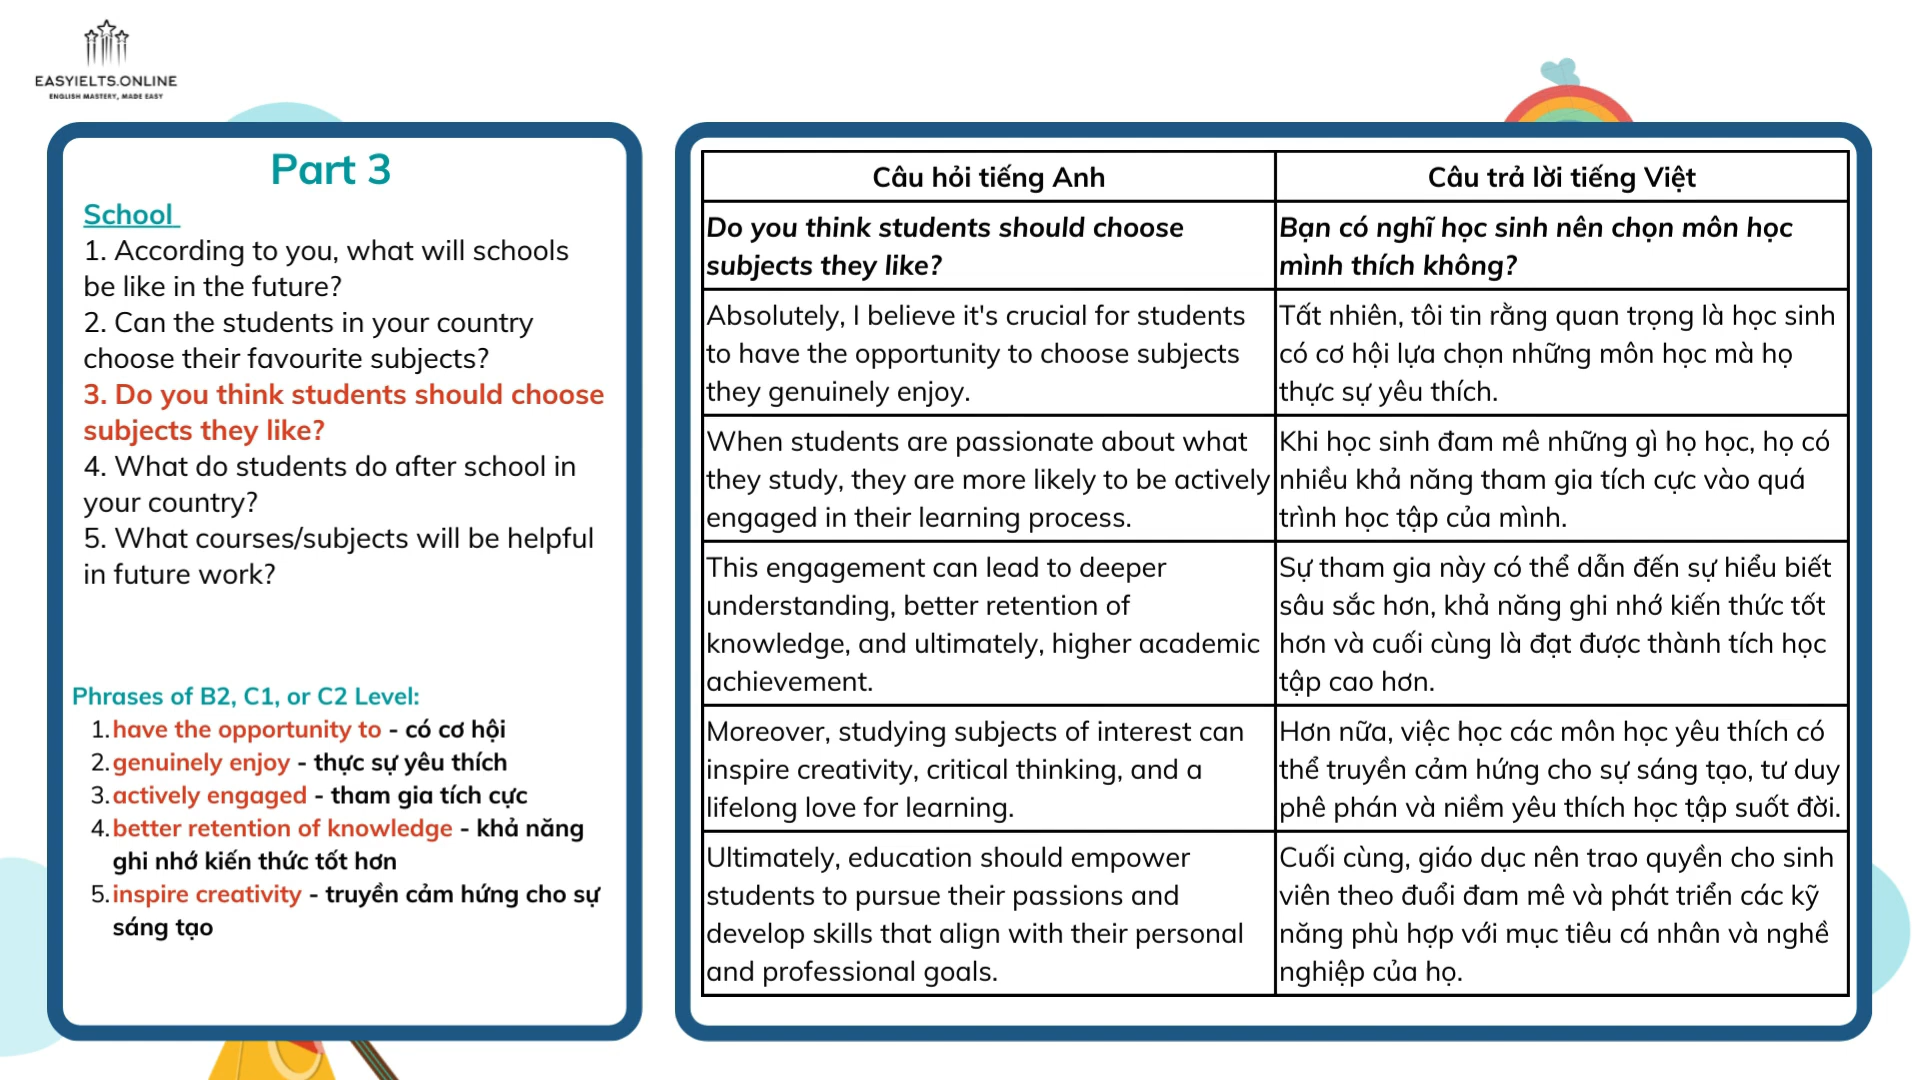 EASYIELTS.ONLINE
ENGLISH MASTERY, MADE EASY
Part 3
School
1. According to you, what will schools
be like in the future?
2. Can the students in your country
choose their favourite subjects?
3. Do you think students should choose
subjects they like?
4. What do students do after school in
your country?
5. What courses/subjects will be helpful
in future work?
Phrases of B2, C1, or C2 Level:
1. have the opportunity to - có cơ hội
2. genuinely enjoy - thực sự yêu thích
3. actively engaged - tham gia tích cực
4. better retention of knowledge - khả năng
ghi nhớ kiến thức tốt hơn
5. inspire creativity - truyền cảm hứng cho sự
sáng tạo
Câu hỏi tiếng Anh
Câu trả lời tiếng Việt
Do you think students should choose
subjects they like?
Bạn có nghĩ học sinh nên chọn môn học
mình thích không?
Absolutely, I believe it's crucial for students
to have the opportunity to choose subjects
they genuinely enjoy.
Tất nhiên, tôi tin rằng quan trọng là học sinh
có cơ hội lựa chọn những môn học mà họ
thực sự yêu thích.
When students are passionate about what
they study, they are more likely to be actively
engaged in their learning process.
Khi học sinh đam mê những gì họ học, họ có
nhiều khả năng tham gia tích cực vào quá
trình học tập của mình.
This engagement can lead to deeper
understanding, better retention of
knowledge, and ultimately, higher academic
achievement.
Sự tham gia này có thể dẫn đến sự hiểu biết
sâu sắc hơn, khả năng ghi nhớ kiến thức tốt
hơn và cuối cùng là đạt được thành tích học
tập cao hơn.
Moreover, studying subjects of interest can
inspire creativity, critical thinking, and a
lifelong love for learning.
Hơn nữa, việc học các môn học yêu thích có
thể truyền cảm hứng cho sự sáng tạo, tư duy
phê phán và niềm yêu thích học tập suốt đời.
Ultimately, education should empower
students to pursue their passions and
develop skills that align with their personal
and professional goals.
Cuối cùng, giáo dục nên trao quyền cho sinh
viên theo đuổi đam mê và phát triển các kỹ
năng phù hợp với mục tiêu cá nhân và nghề
nghiệp của họ.